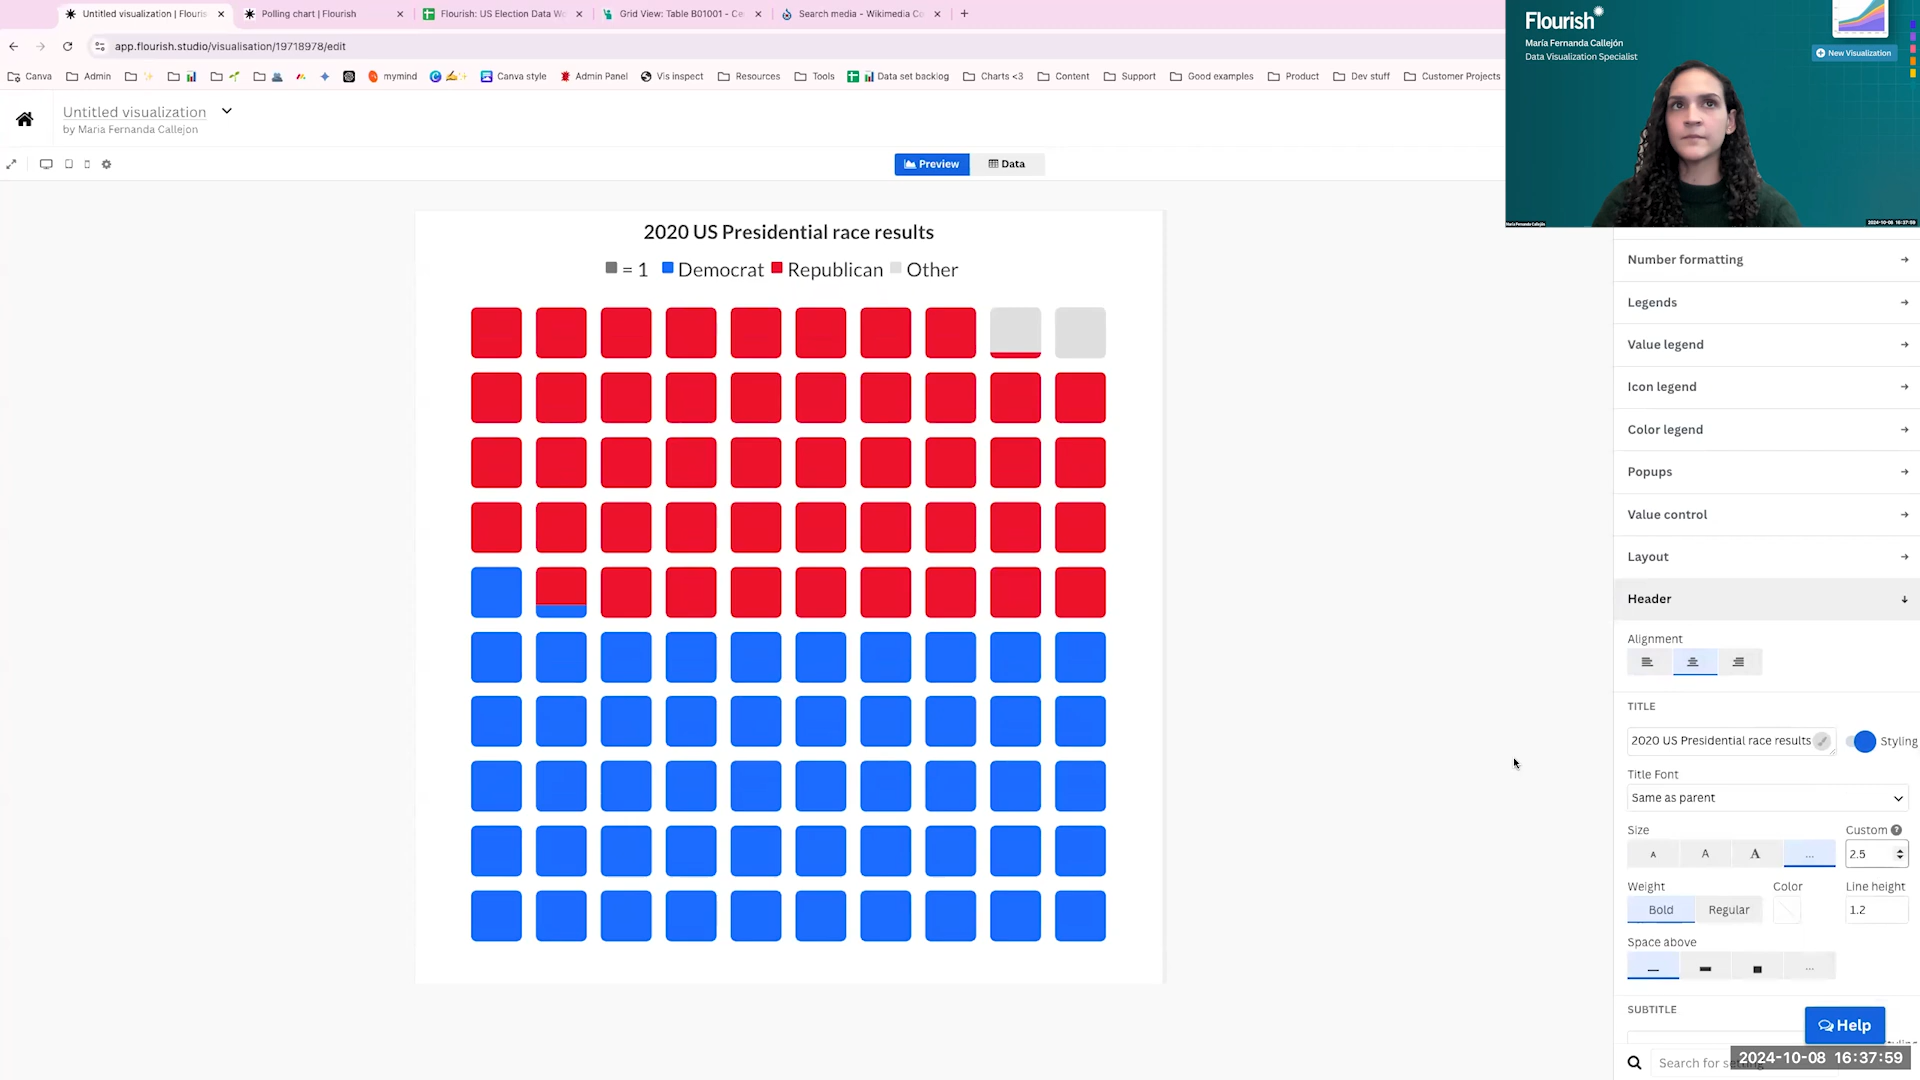 Untitled visualization | Flouris
Polling chart | Flourish
Flourish: US Election Data Wo
Grid View: Table B01001 - Ce
Search media - Wikimedia Co
app.flourish.studio/visualisation/19718978/edit
Canva
Admin
Canva style
mymind
Admin Panel
Vis inspect
Resources
Tools
Data set backlog
Charts <3
Content
Support
Good examples
Product
Dev stuff
Customer Projects
Flourish
María Fernanda Callejón
Data Visualization Specialist
New Visualization
Untitled visualization
by Maria Fernanda Callejon
Preview
Data
2020 US Presidential race results
= 1 Democrat Republican Other
Number formatting
Legends
Value legend
Icon legend
Color legend
Popups
Value control
Layout
Header
Alignment
TITLE
2020 US Presidential race results
Styling
Title Font
Same as parent
Size
Custom
A A A ...
2.5
Weight
Color
Line height
Bold
Regular
1.2
Space above
...
SUBTITLE
Help
Search for
2024-10-08 16:37:59